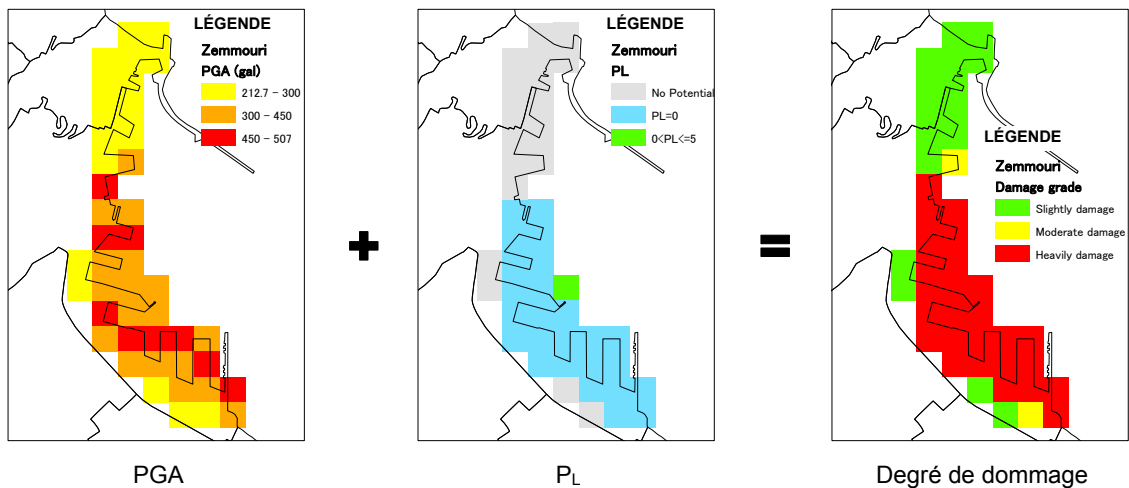 LÉGENDE
Zemmouri
PGA (gal)
212.7 - 300
300 - 450
450 - 507
PGA
+
LÉGENDE
Zemmouri
PL
No Potential
PL=0
0<PL<=5
PL
=
LÉGENDE
Zemmouri
Damage grade
Slightly damage
Moderate damage
Heavily damage
Degré de dommage